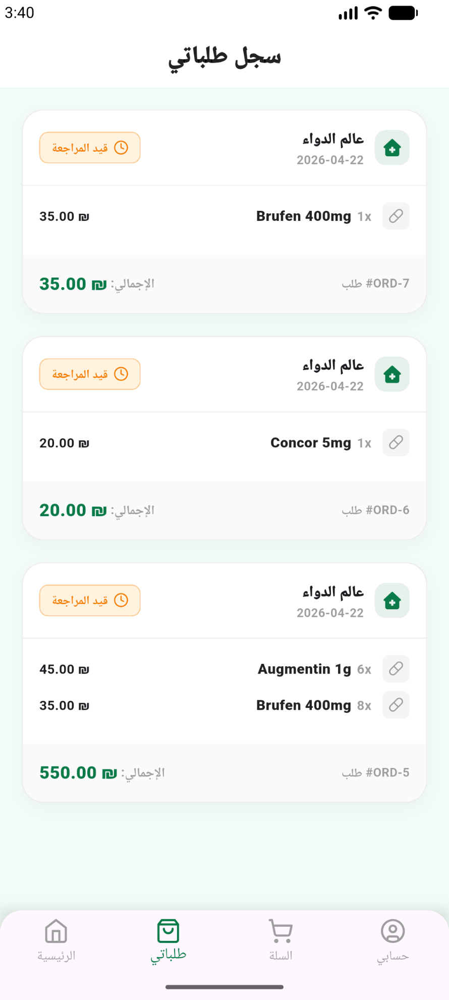 3:40
سجل طلباتي
عالم الدواء
2026-04-22
قيد المراجعة
1x Brufen 400mg
35.00 ₪
طلب #ORD-7
الإجمالي: 35.00 ₪
عالم الدواء
2026-04-22
قيد المراجعة
1x Concor 5mg
20.00 ₪
طلب #ORD-6
الإجمالي: 20.00 ₪
عالم الدواء
2026-04-22
قيد المراجعة
6x Augmentin 1g
45.00 ₪
8x Brufen 400mg
35.00 ₪
طلب #ORD-5
الإجمالي: 550.00 ₪
حسابي
السلة
طلباتي
الرئيسية